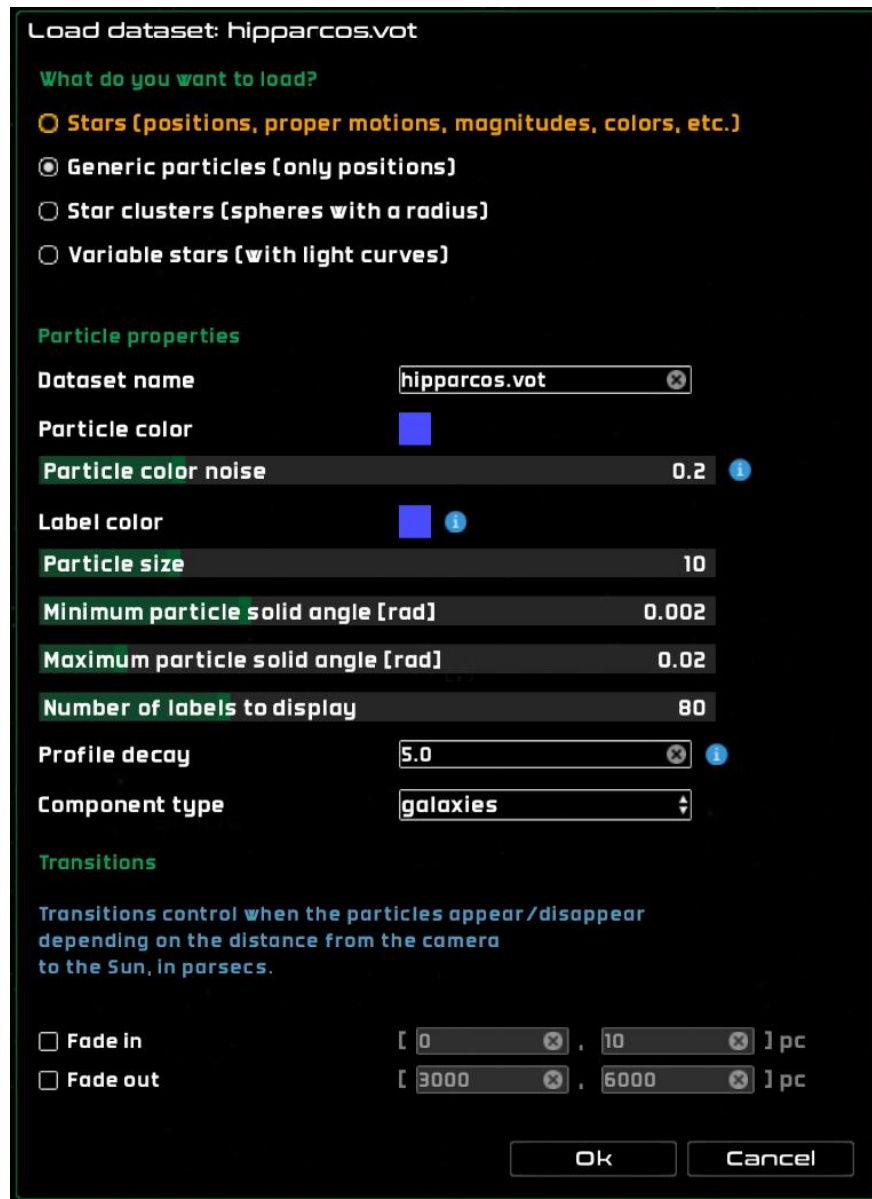 Load dataset: hipparcos.vot
What do you want to load?
Stars (positions, proper motions, magnitudes, colors, etc.)
Generic particles (only positions)
Star clusters (spheres with a radius)
Variable stars (with light curves)
Particle properties
Dataset name hipparcos.vot
Particle color
Particle color noise 0.2
Label color
Particle size 10
Minimum particle solid angle [rad] 0.002
Maximum particle solid angle [rad] 0.02
Number of labels to display 80
Profile decay 5.0
Component type galaxies
Transitions
Transitions control when the particles appear/disappear
depending on the distance from the camera
to the Sun, in parsecs.
Fade in [ 0 , 10 ] pc
Fade out [ 3000 , 6000 ] pc
Ok Cancel